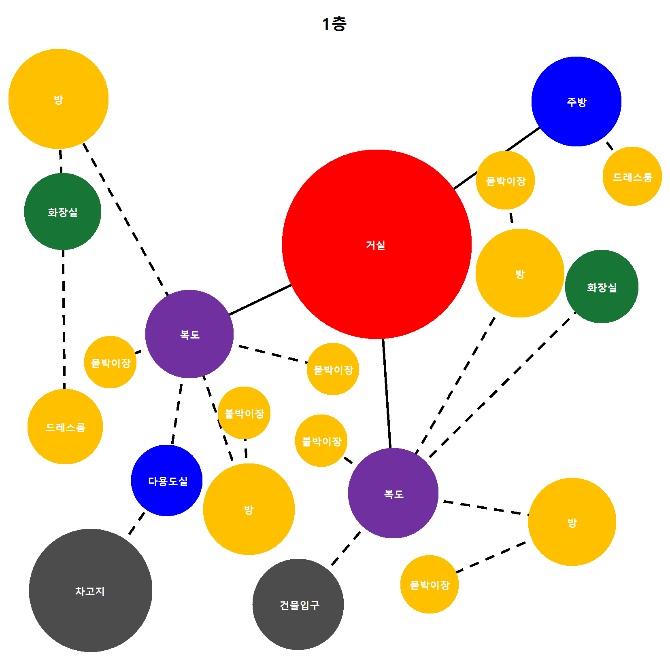 1층
방
주방
붙박이장
드레스룸
화장실
거실
방
화장실
복도
붙박이장
붙박이장
드레스룸
붙박이장
붙박이장
다용도실
방
복도
방
차고지
건물입구
붙박이장